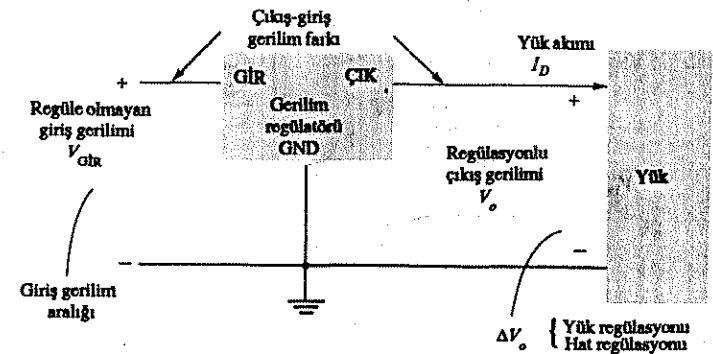 Çıkış-giriş
gerilim farkı
Yük akımı
I_D
+
GİR
ÇIK
+
Regüle olmayan
giriş gerilimi
V_GİR
Gerilim
regülatörü
GND
Regülasyonlu
çıkış gerilimi
V_o
Yük
−
−
Giriş gerilim
aralığı
ΔV_o { Yük regülasyonu
Hat regülasyonu